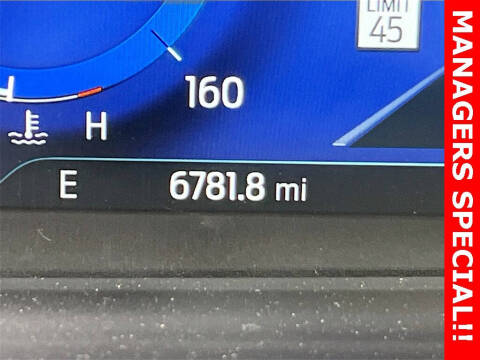 LIMIT
45
160
H
E 6781.8 mi
MANAGERS SPECIAL!!